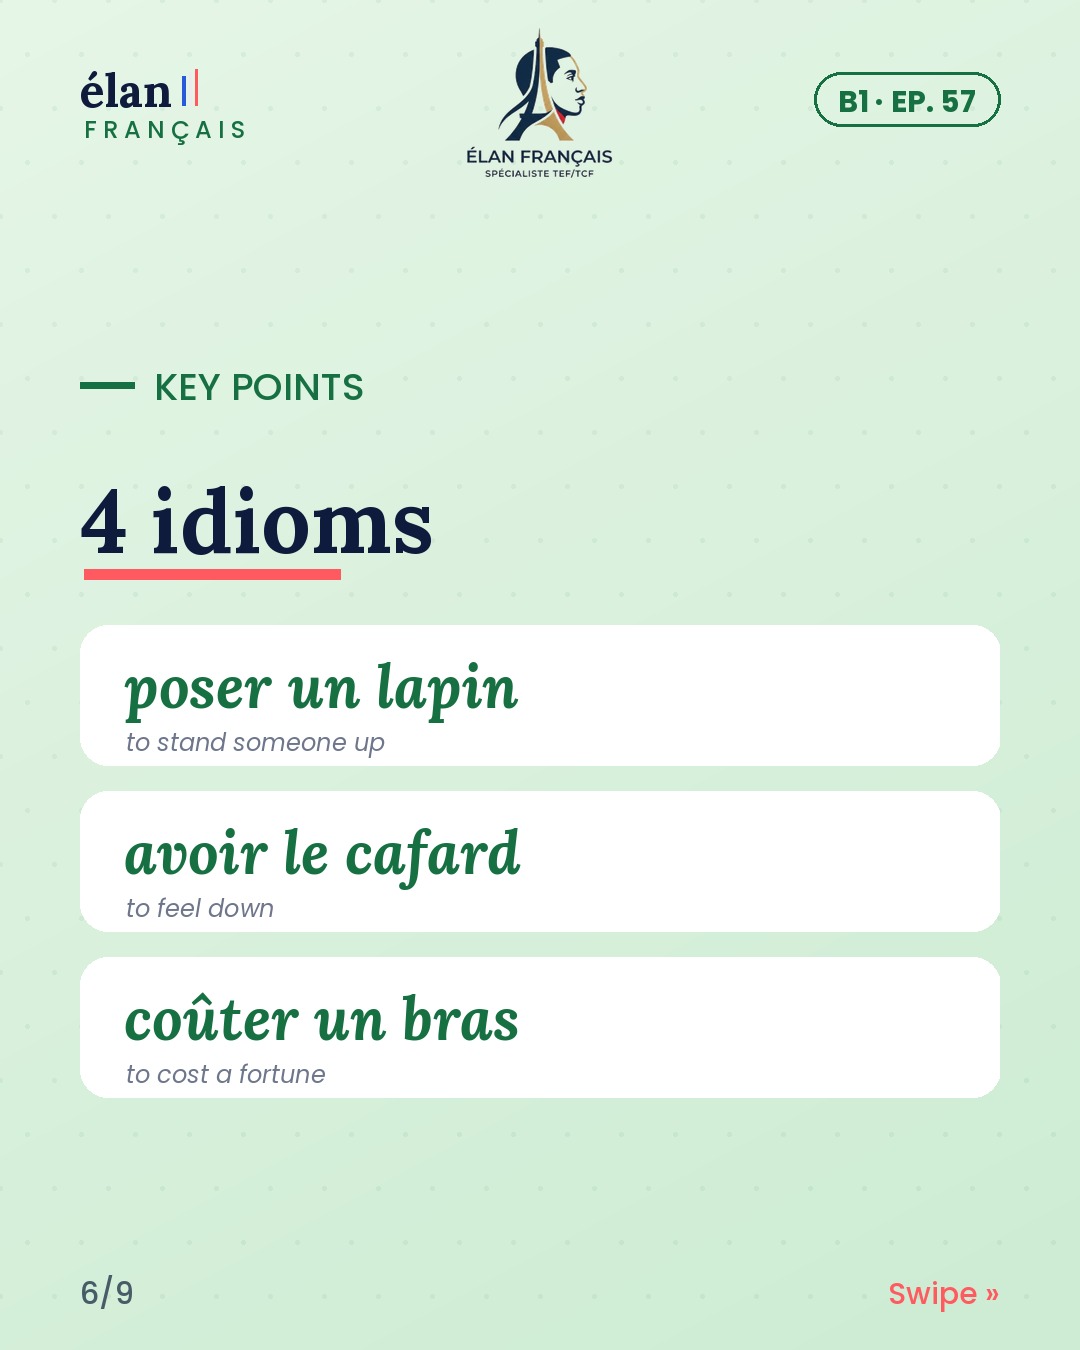 élan
FRANÇAIS
ÉLAN FRANÇAIS
SPÉCIALISTE TEF/TCF
B1 · EP. 57
KEY POINTS
4 idioms
poser un lapin
to stand someone up
avoir le cafard
to feel down
coûter un bras
to cost a fortune
6/9
Swipe »